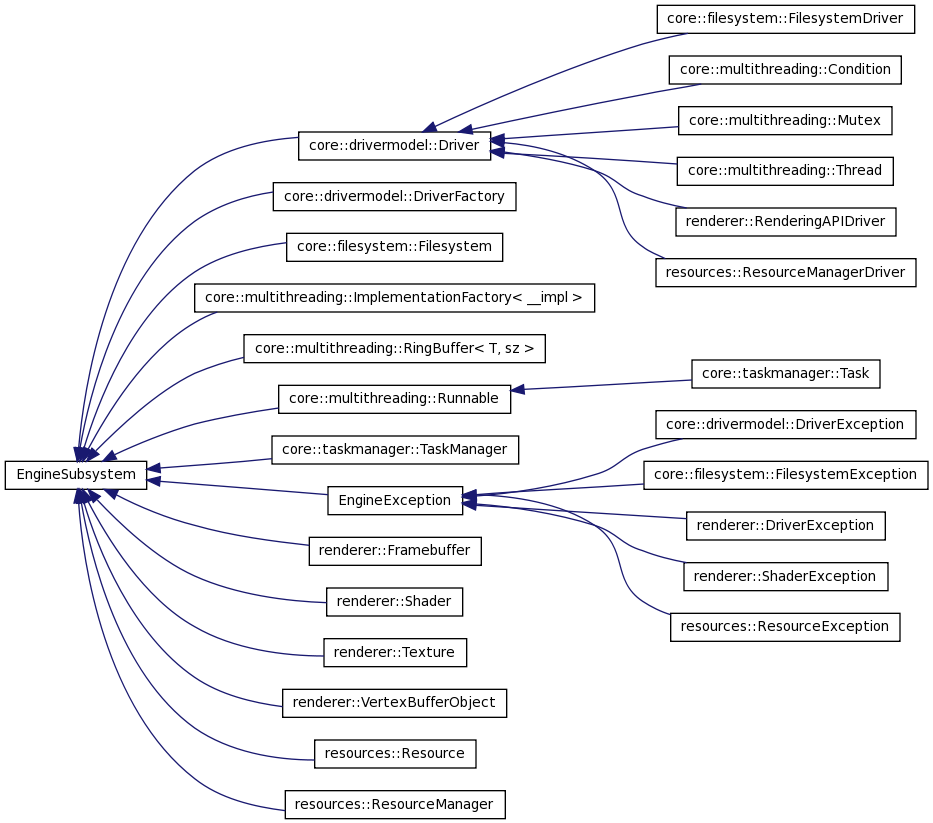 core::filesystem::FilesystemDriver
core::multithreading::Condition
core::multithreading::Mutex
core::drivermodel::Driver
core::multithreading::Thread
core::drivermodel::DriverFactory
renderer::RenderingAPIDriver
core::filesystem::Filesystem
resources::ResourceManagerDriver
core::multithreading::ImplementationFactory< __impl >
core::multithreading::RingBuffer< T, sz >
core::taskmanager::Task
core::multithreading::Runnable
core::drivermodel::DriverException
core::taskmanager::TaskManager
EngineSubsystem
core::filesystem::FilesystemException
EngineException
renderer::DriverException
renderer::Framebuffer
renderer::ShaderException
renderer::Shader
resources::ResourceException
renderer::Texture
renderer::VertexBufferObject
resources::Resource
resources::ResourceManager